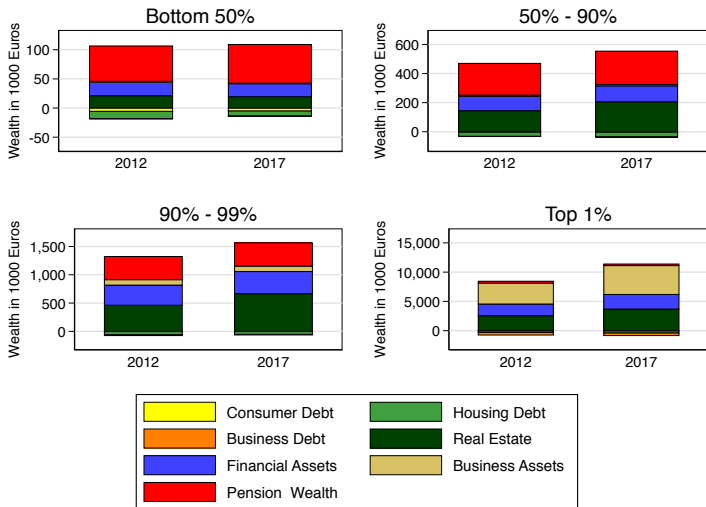 Bottom 50%
50% - 90%
Wealth in 1000 Euros
100
50
0
-50
2012
2017
Wealth in 1000 Euros
600
400
200
0
2012
2017
90% - 99%
Top 1%
Wealth in 1000 Euros
1,500
1,000
500
0
2012
2017
Wealth in 1000 Euros
15,000
10,000
5,000
0
2012
2017
Consumer Debt
Housing Debt
Business Debt
Real Estate
Financial Assets
Business Assets
Pension Wealth